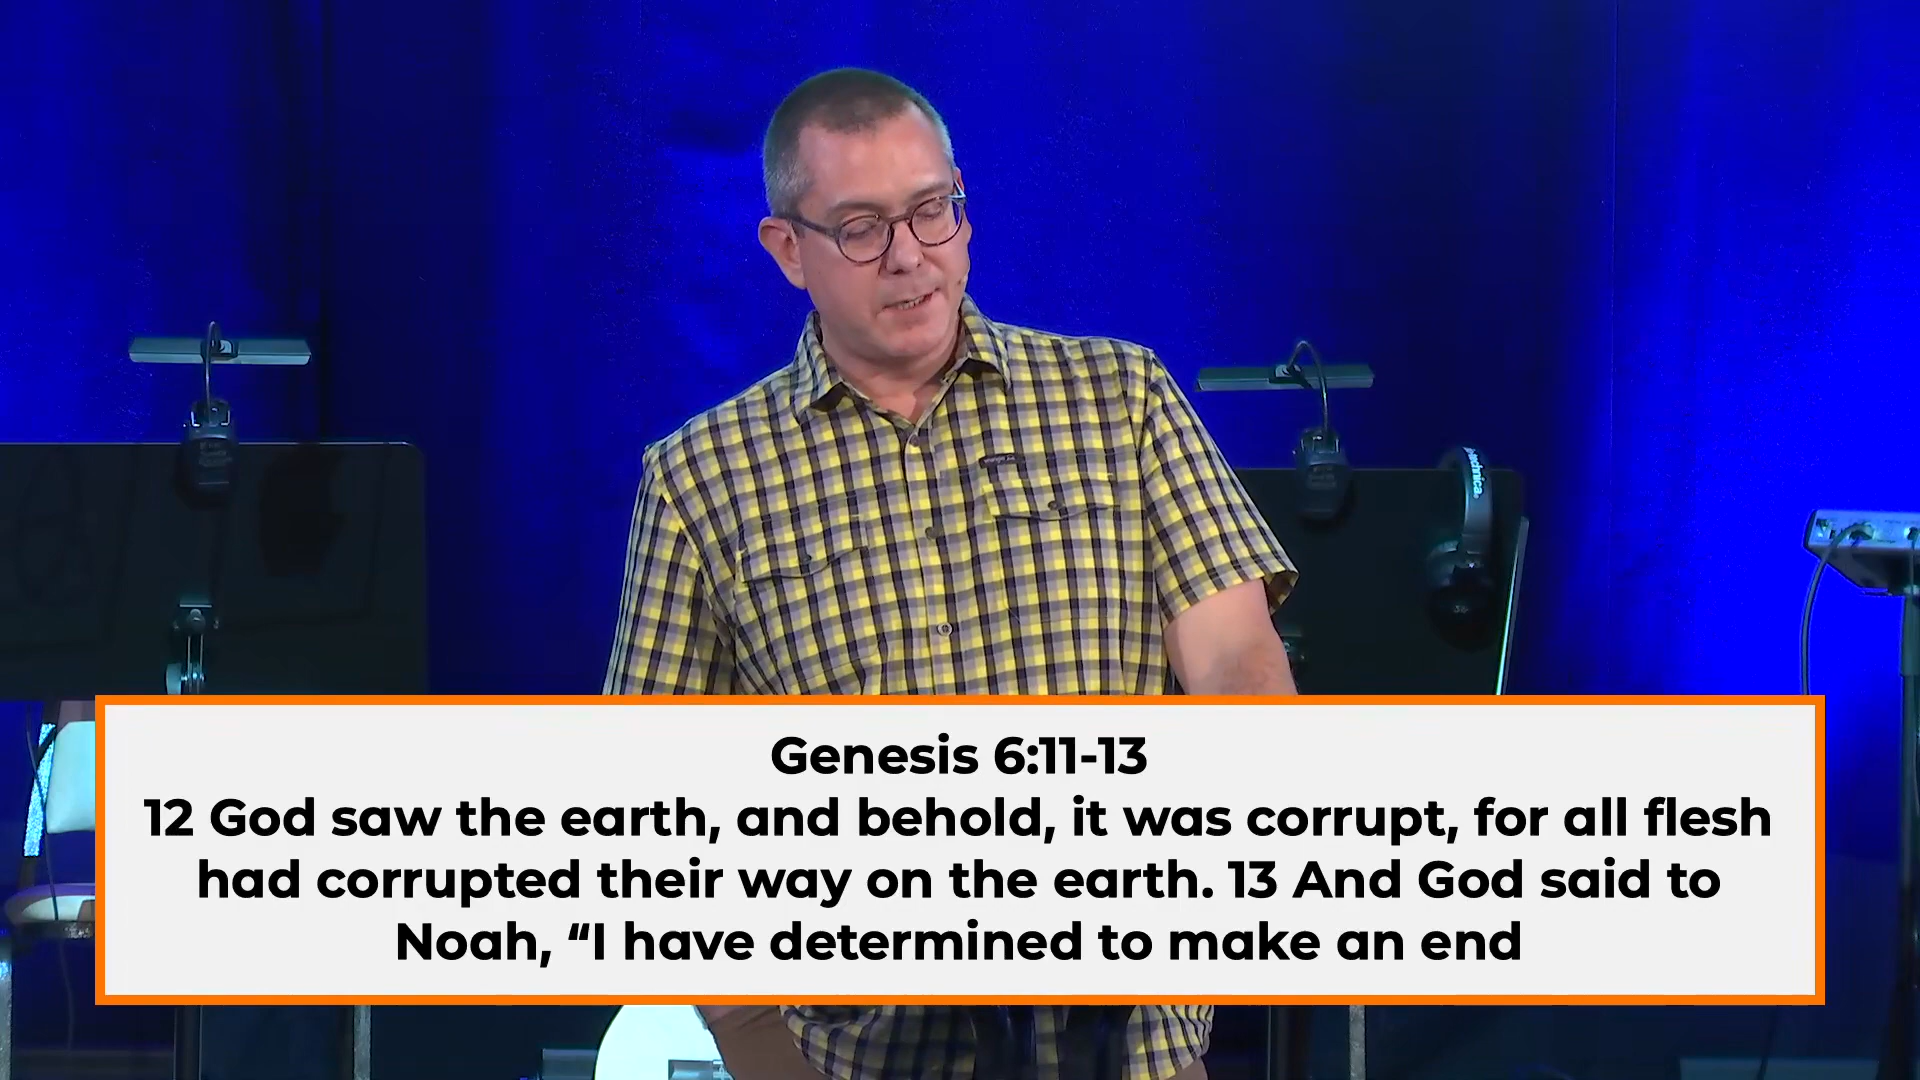 Genesis 6:11-13
12 God saw the earth, and behold, it was corrupt, for all flesh
had corrupted their way on the earth. 13 And God said to
Noah, “I have determined to make an end
technica.